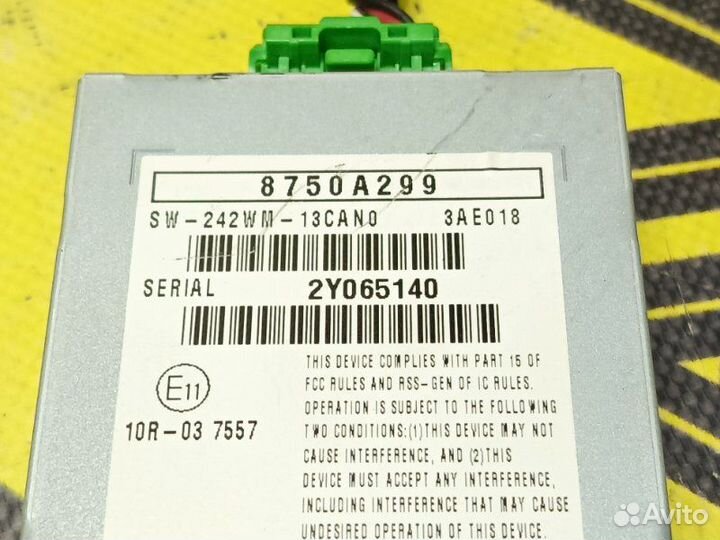 8750A299
SW-242WM-13CAN0 3AE018
SERIAL 2Y065140
E11
10R-03 7557
THIS DEVICE COMPLIES WITH PART 15 OF
FCC RULES AND RSS-GEN OF IC RULES.
OPERATION IS SUBJECT TO THE FOLLOWING
TWO CONDITIONS:(1)THIS DEVICE MAY NOT
CAUSE INTERFERENCE, AND (2)THIS
DEVICE MUST ACCEPT ANY INTERFERENCE,
INCLUDING INTERFERENCE THAT MAY CAUSE
UNDESIRED OPERATION OF THIS DEVICE.
Avito